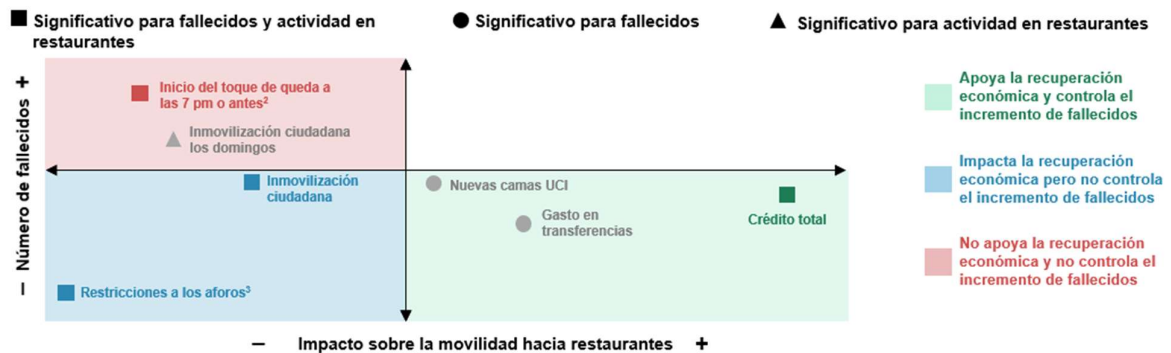 Significativo para fallecidos y actividad en
restaurantes
Significativo para fallecidos
Significativo para actividad en restaurantes
− Número de fallecidos +
Inicio del toque de queda a
las 7 pm o antes²
Inmovilización ciudadana
los domingos
Inmovilización
ciudadana
Nuevas camas UCI
Gasto en
transferencias
Crédito total
Restricciones a los aforos³
− Impacto sobre la movilidad hacia restaurantes +
Apoya la recuperación
económica y controla el
incremento de fallecidos
Impacta la recuperación
económica pero no controla
el incremento de fallecidos
No apoya la recuperación
económica y no controla el
incremento de fallecidos